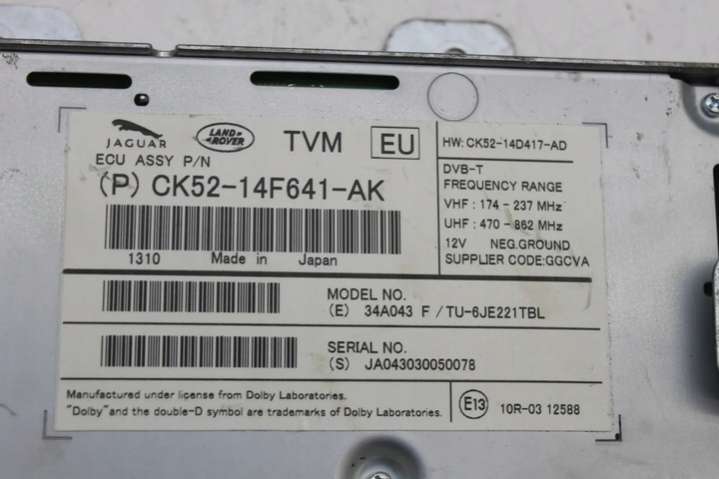 JAGUAR LAND ROVER TVM EU
ECU ASSY P/N
(P) CK52-14F641-AK
1310 Made in Japan
HW: CK52-14D417-AD
DVB-T
FREQUENCY RANGE
VHF : 174 - 237 MHz
UHF : 470 - 862 MHz
12V NEG.GROUND
SUPPLIER CODE:GGCVA
MODEL NO.
(E) 34A043 F /TU-6JE221TBL
SERIAL NO.
(S) JA043030050078
Manufactured under license from Dolby Laboratories.
"Dolby" and the double-D symbol are trademarks of Dolby Laboratories.
E13 10R-03 12588